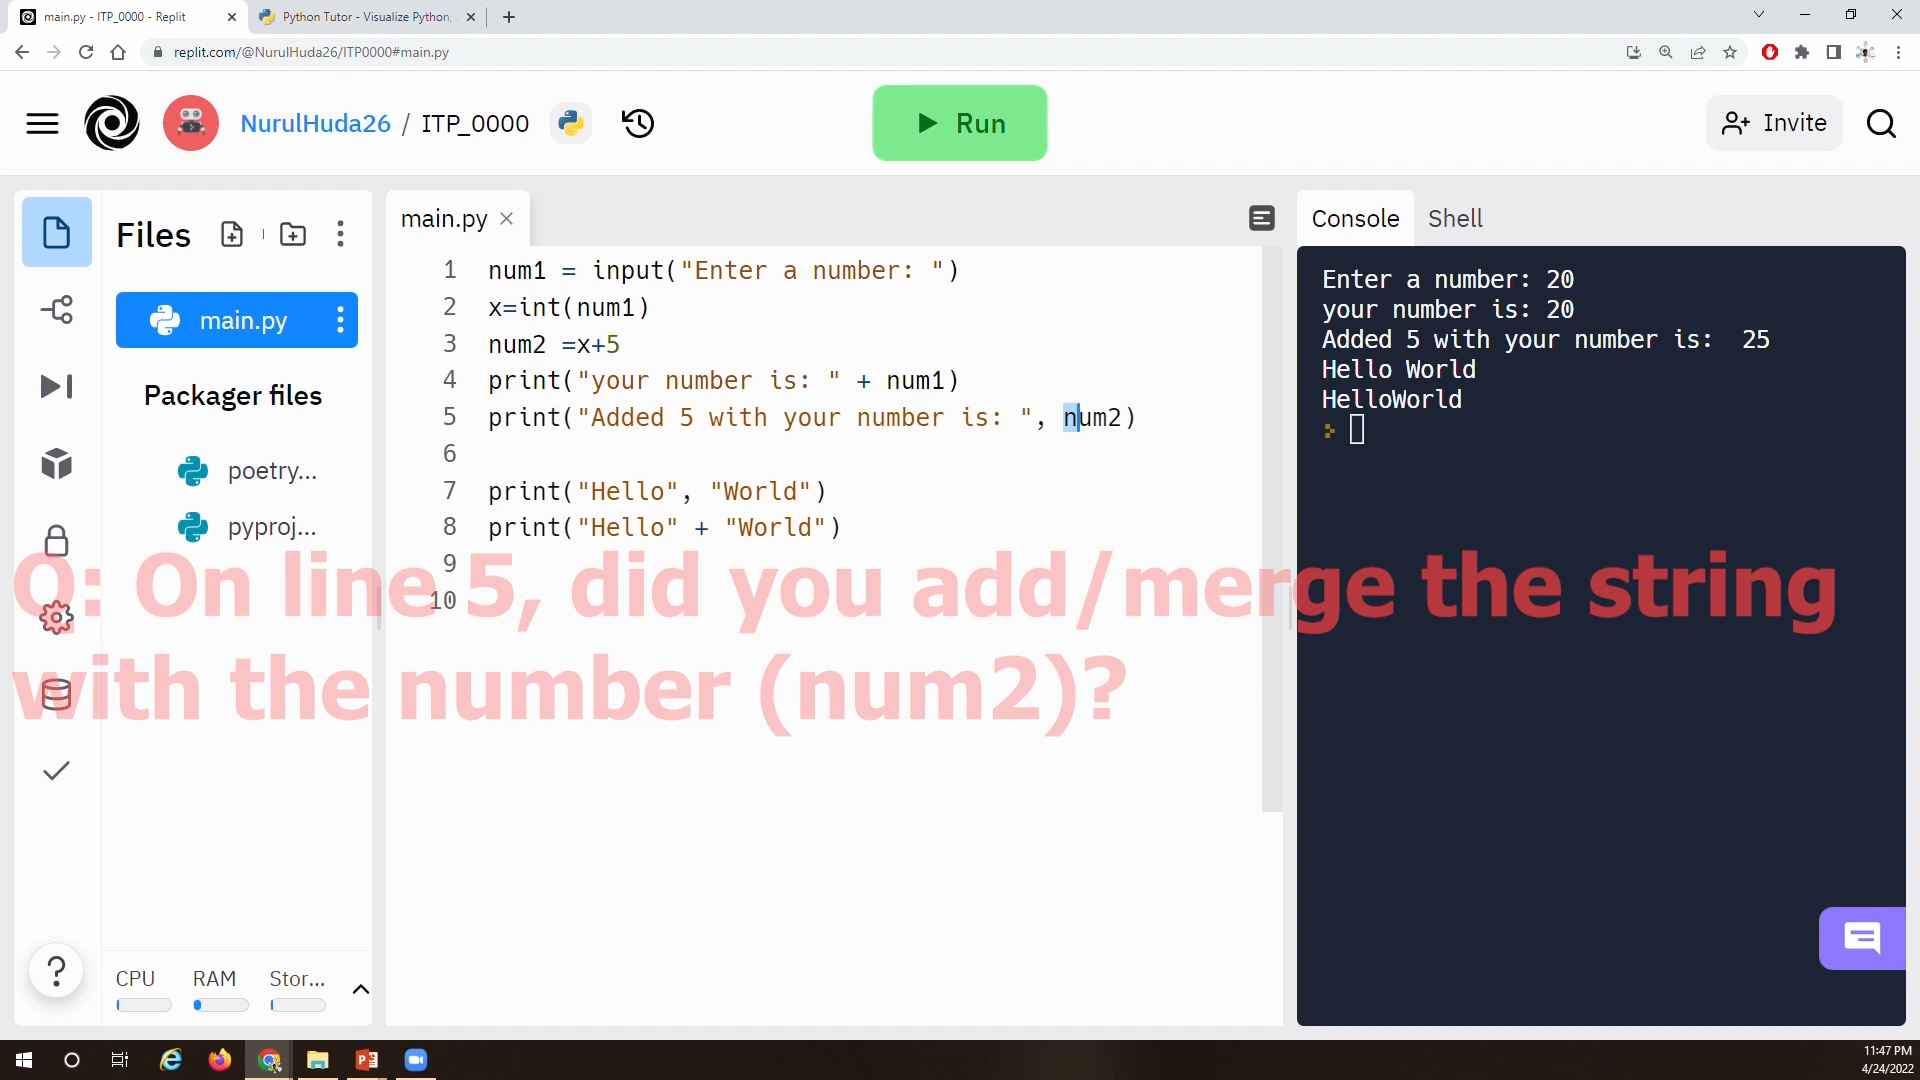 main.py - ITP_0000 - Replit
Python Tutor - Visualize Python,
replit.com/@NurulHuda26/ITP0000#main.py
NurulHuda26 / ITP_0000
Run
Invite
Files
main.py
Packager files
poetry...
pyproj...
CPU RAM Stor...
main.py
1 num1 = input("Enter a number: ")
2 x=int(num1)
3 num2 =x+5
4 print("your number is: " + num1)
5 print("Added 5 with your number is: ", num2)
6
7 print("Hello", "World")
8 print("Hello" + "World")
9
10
Console Shell
Enter a number: 20
your number is: 20
Added 5 with your number is:  25
Hello World
HelloWorld
Q: On line 5, did you add/merge the string
with the number (num2)?
?
11:47 PM
4/24/2022